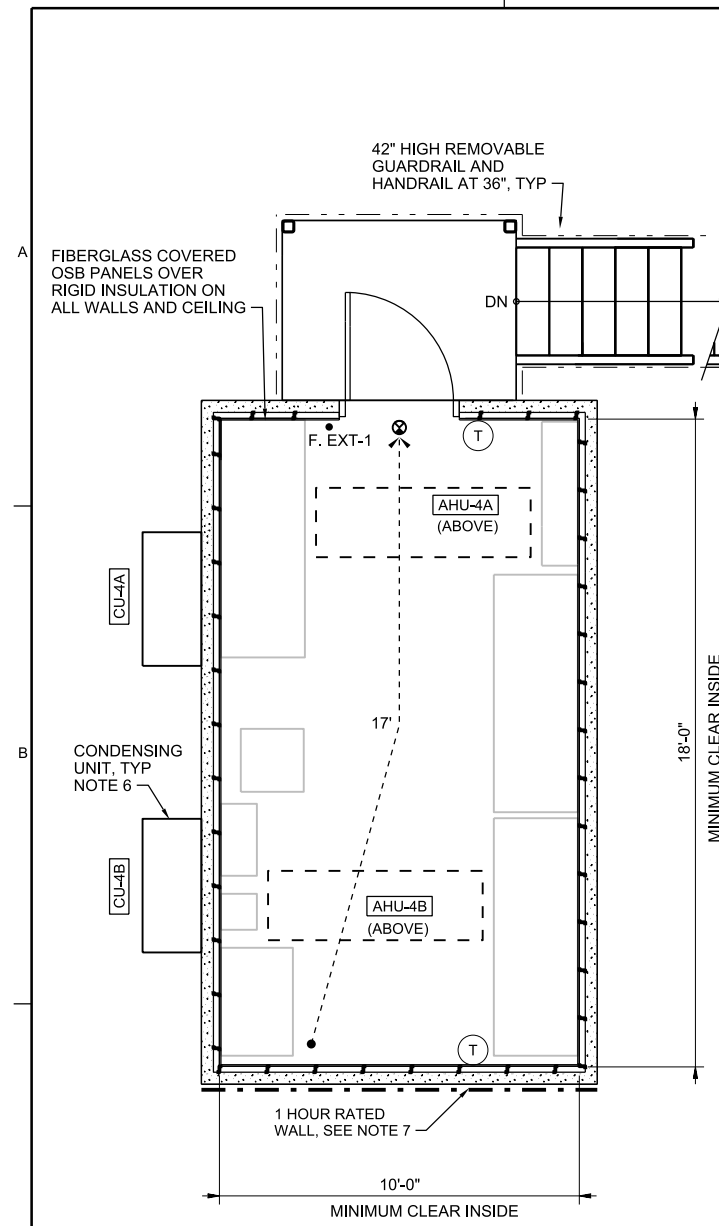 42" HIGH REMOVABLE
GUARDRAIL AND
HANDRAIL AT 36", TYP
A
FIBERGLASS COVERED
OSB PANELS OVER
RIGID INSULATION ON
ALL WALLS AND CEILING
DN
F. EXT-1
T
AHU-4A
(ABOVE)
CU-4A
17'
18'-0"
MINIMUM CLEAR INSIDE
B
CONDENSING
UNIT, TYP
NOTE 6
CU-4B
AHU-4B
(ABOVE)
T
1 HOUR RATED
WALL, SEE NOTE 7
10'-0"
MINIMUM CLEAR INSIDE